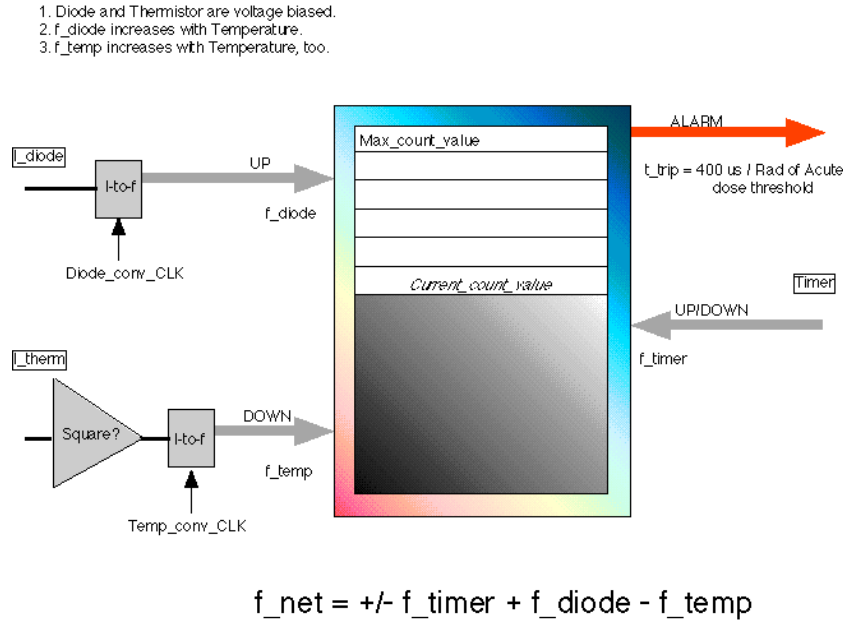 1. Diode and Thermistor are voltage biased.
2. f_diode increases with Temperature.
3. f_temp increases with Temperature, too.
ALARM
Max_count_value
I_diode
UP
t_trip = 400 us / Rad of Acute
dose threshold
I-to-f
f_diode
Diode_conv_CLK
Current_count_value
Timer
UP/DOWN
I_therm
f_timer
DOWN
Square?
I-to-f
f_temp
Temp_conv_CLK
f_net = +/- f_timer + f_diode - f_temp